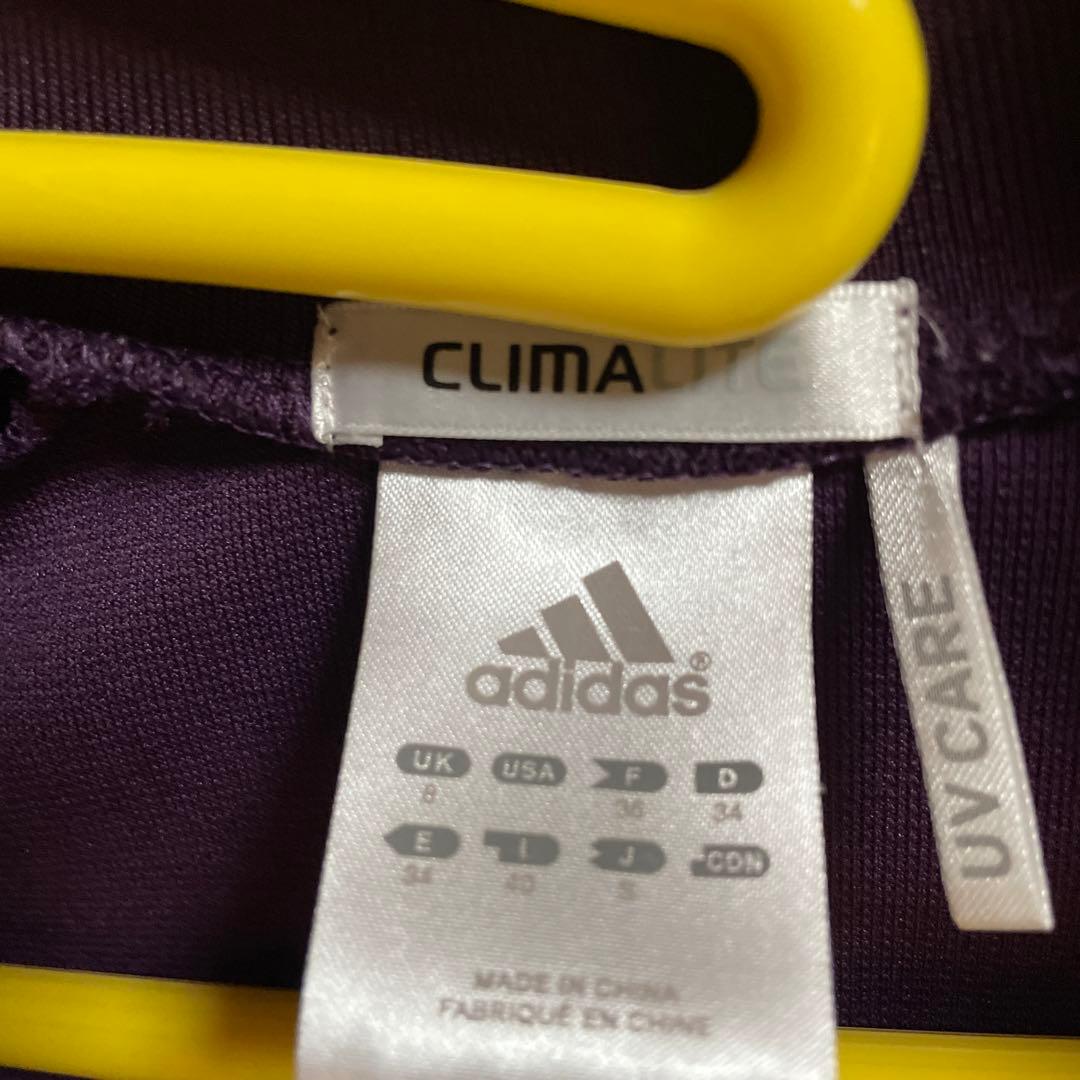 CLIMALITE
adidas®
UK USA F D
8 36 34
E I J CDN
34 40 S
MADE IN CHINA
FABRIQUÉ EN CHINE
UV CARE